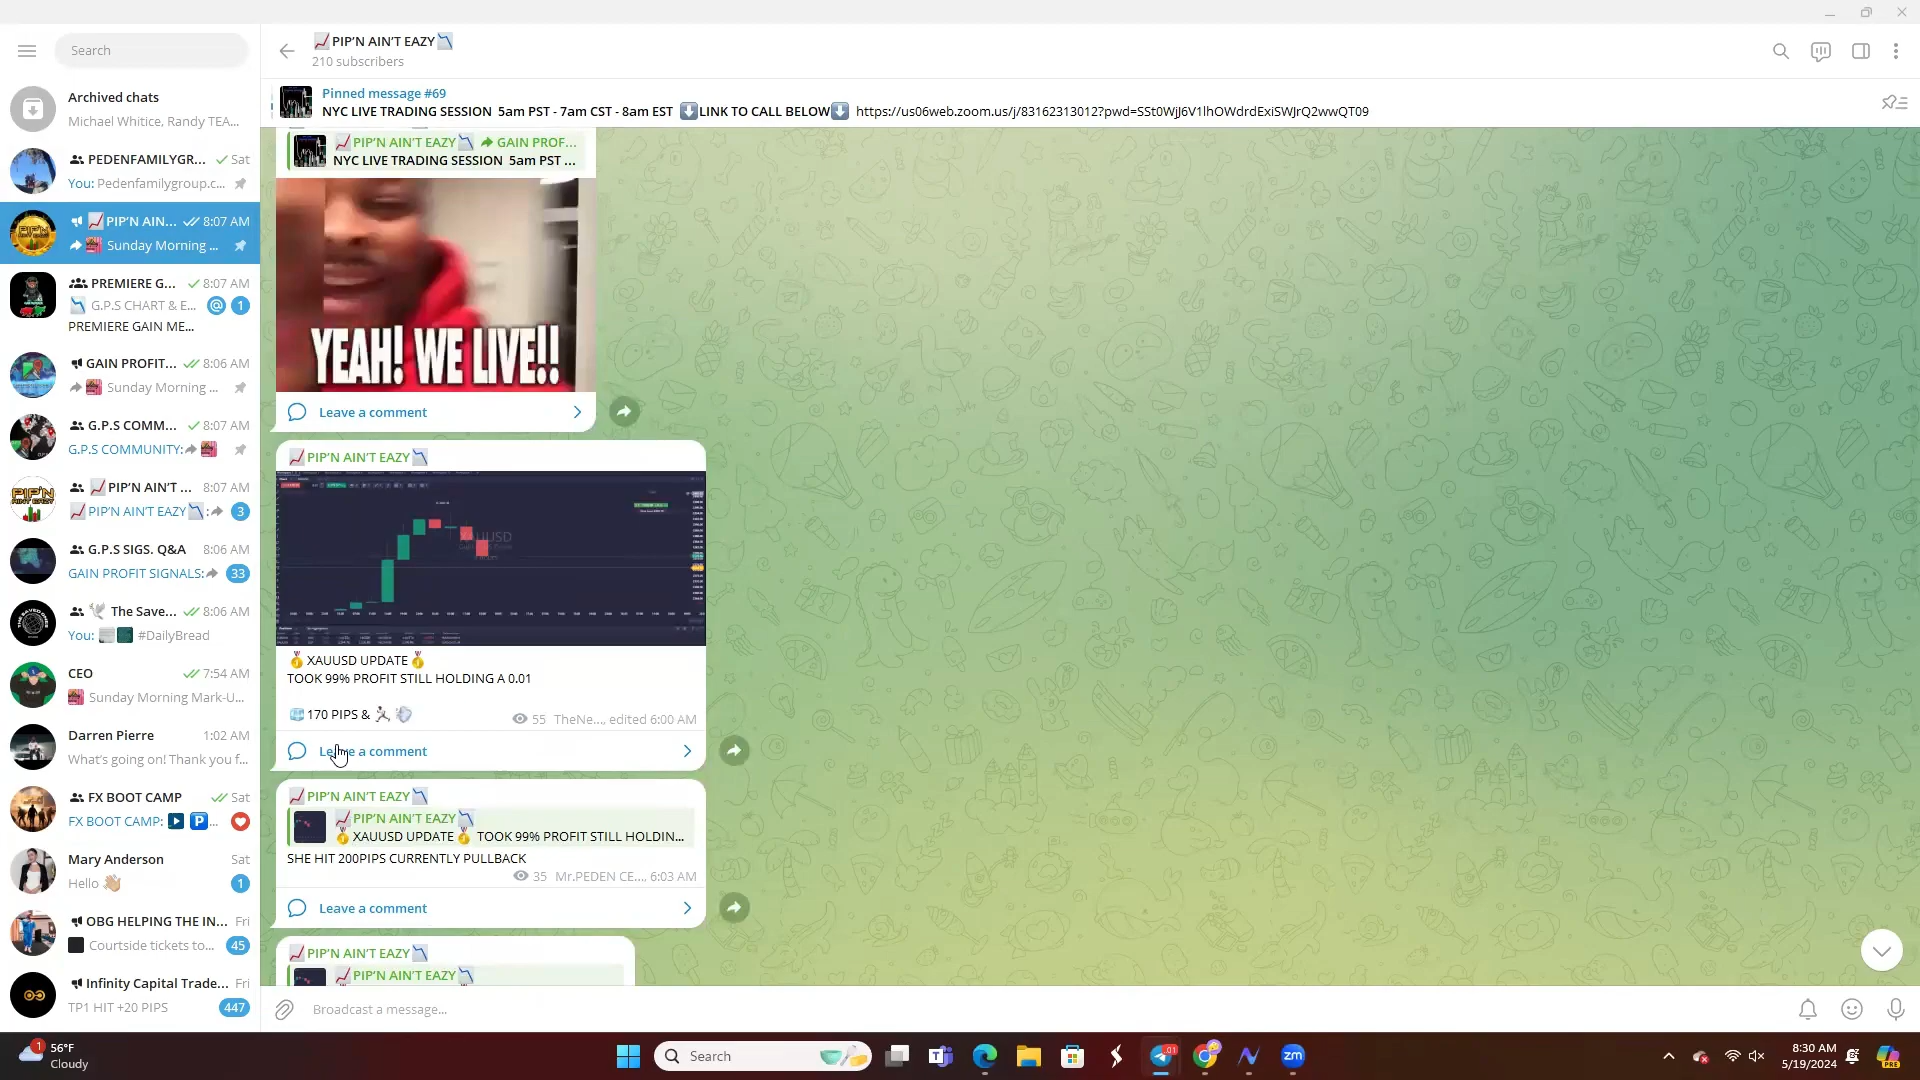 Search
📈PIP'N AIN'T EAZY📉
210 subscribers
Pinned message #69
NYC LIVE TRADING SESSION 5am PST - 7am CST - 8am EST ⬇️LINK TO CALL BELOW⬇️ https://us06web.zoom.us/j/83162313012?pwd=SSt0WjJ6V1lhOWdrdExiSWJrQ2wwQT09
Archived chats
Michael Whitice, Randy TEA...
PEDENFAMILYGR... Sat
You: Pedenfamilygroup.c...
📈PIP'N AIN... 8:07 AM
Sunday Morning ...
PREMIERE G... 8:07 AM
📉 G.P.S CHART & E... @ 1
PREMIERE GAIN ME...
GAIN PROFIT... 8:06 AM
Sunday Morning ...
G.P.S COMM... 8:07 AM
G.P.S COMMUNITY:
📈PIP'N AIN'T ... 8:07 AM
📈PIP'N AIN'T EAZY📉: 3
G.P.S SIGS. Q&A 8:06 AM
GAIN PROFIT SIGNALS: 33
🕊 The Save... 8:06 AM
You: #DailyBread
CEO 7:54 AM
Sunday Morning Mark-U...
Darren Pierre 1:02 AM
What's going on! Thank you f...
FX BOOT CAMP Sat
FX BOOT CAMP: ▶️ 🅿️...
Mary Anderson Sat
Hello 👋🏼 1
OBG HELPING THE IN... Fri
Courtside tickets to... 45
Infinity Capital Trade... Fri
TP1 HIT +20 PIPS 447
📈PIP'N AIN'T EAZY📉 GAIN PROF...
NYC LIVE TRADING SESSION 5am PST ...
YEAH! WE LIVE!!
Leave a comment
📈PIP'N AIN'T EAZY📉
XAUUSD
🥇XAUUSD UPDATE🥇
TOOK 99% PROFIT STILL HOLDING A 0.01
🧊170 PIPS & 🏃🏽💨
55 TheNe..., edited 6:00 AM
Leave a comment
📈PIP'N AIN'T EAZY📉
📈PIP'N AIN'T EAZY📉
🥇XAUUSD UPDATE🥇 TOOK 99% PROFIT STILL HOLDIN...
SHE HIT 200PIPS CURRENTLY PULLBACK
35 Mr.PEDEN CE..., 6:03 AM
Leave a comment
📈PIP'N AIN'T EAZY📉
📈PIP'N AIN'T EAZY📉
Broadcast a message...
1
56°F
Cloudy
Search
zm
8:30 AM
5/19/2024
PRE